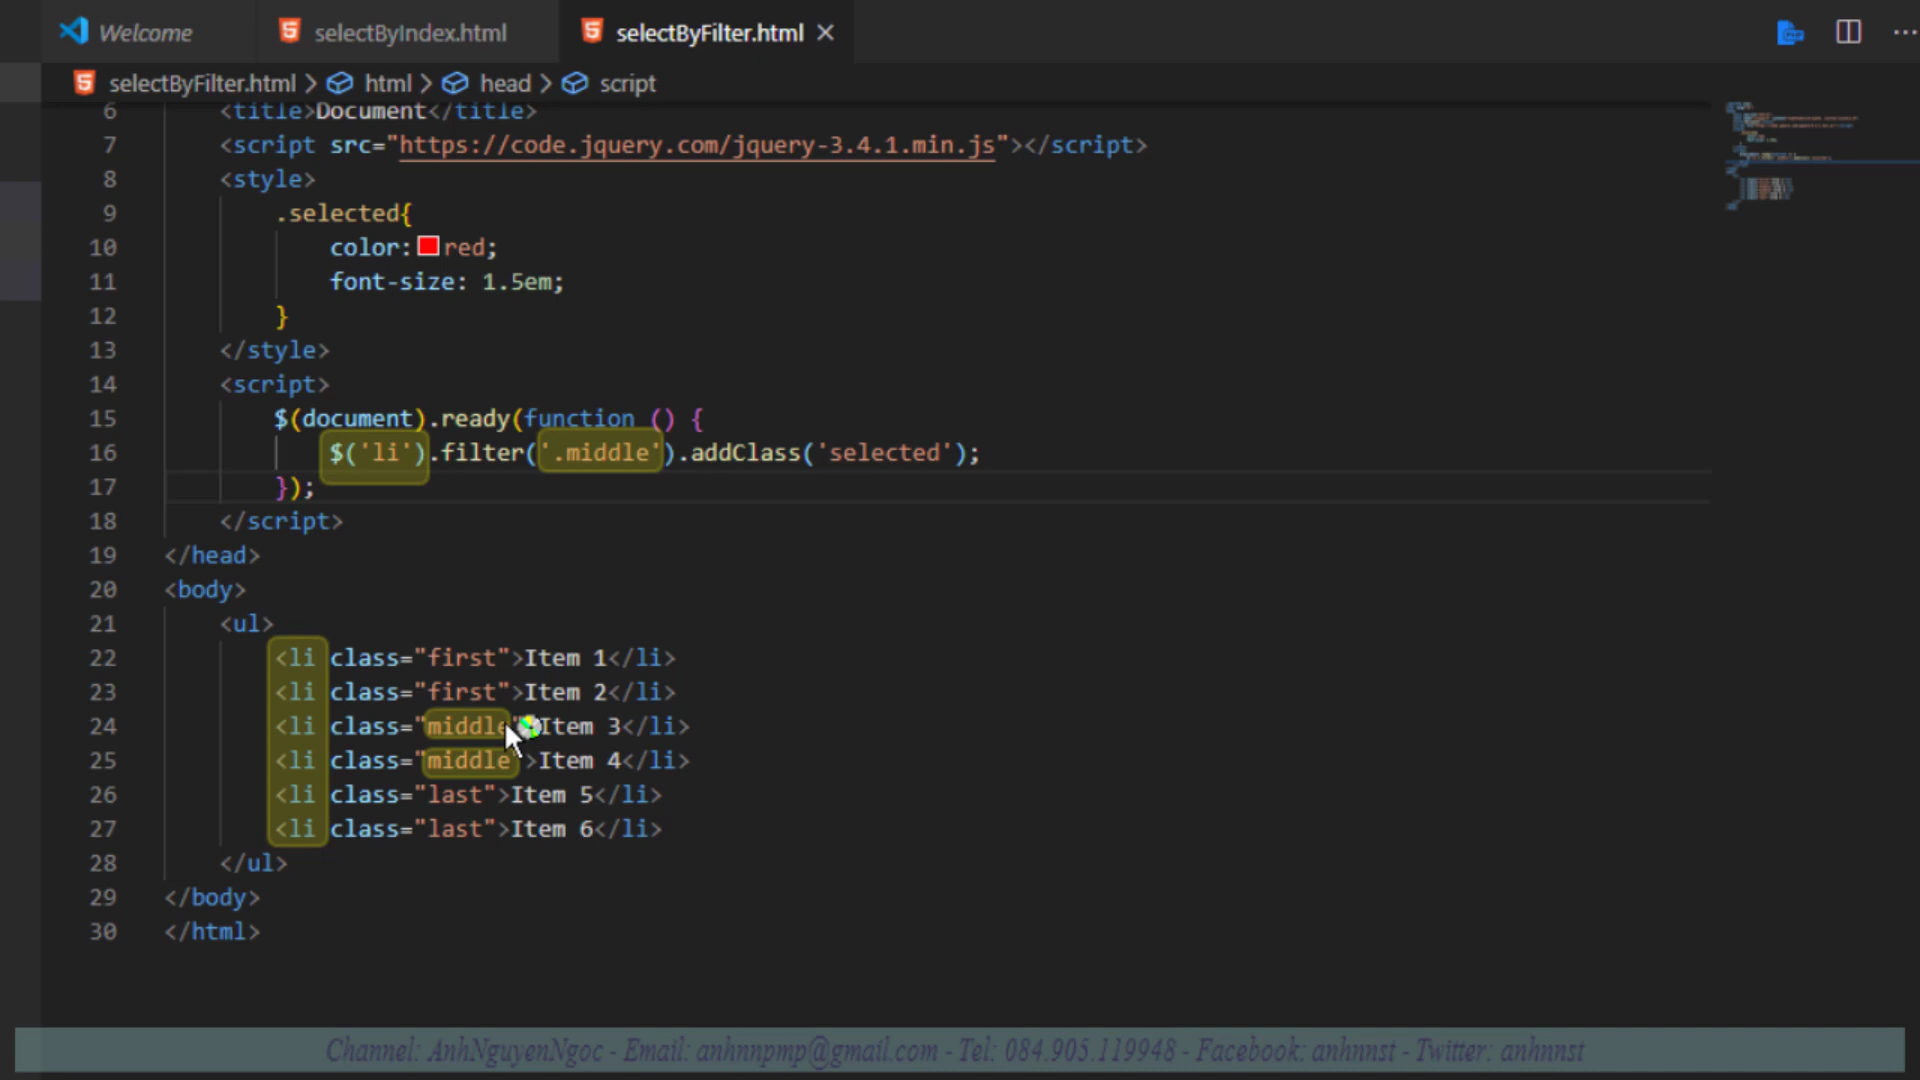 Welcome selectByIndex.html selectByFilter.html
selectByFilter.html > html > head > script
6 <title>Document</title>
7 <script src="https://code.jquery.com/jquery-3.4.1.min.js"></script>
8 <style>
9 .selected{
10 color: red;
11 font-size: 1.5em;
12 }
13 </style>
14 <script>
15 $(document).ready(function () {
16 $('li').filter('.middle').addClass('selected');
17 });
18 </script>
19 </head>
20 <body>
21 <ul>
22 <li class="first">Item 1</li>
23 <li class="first">Item 2</li>
24 <li class="middle" Item 3</li>
25 <li class="middle">Item 4</li>
26 <li class="last">Item 5</li>
27 <li class="last">Item 6</li>
28 </ul>
29 </body>
30 </html>
Channel: AnhNguyenNgoc - Email: anhnnpmp@gmail.com - Tel: 084.905.119948 - Facebook: anhnnst - Twitter: anhnnst